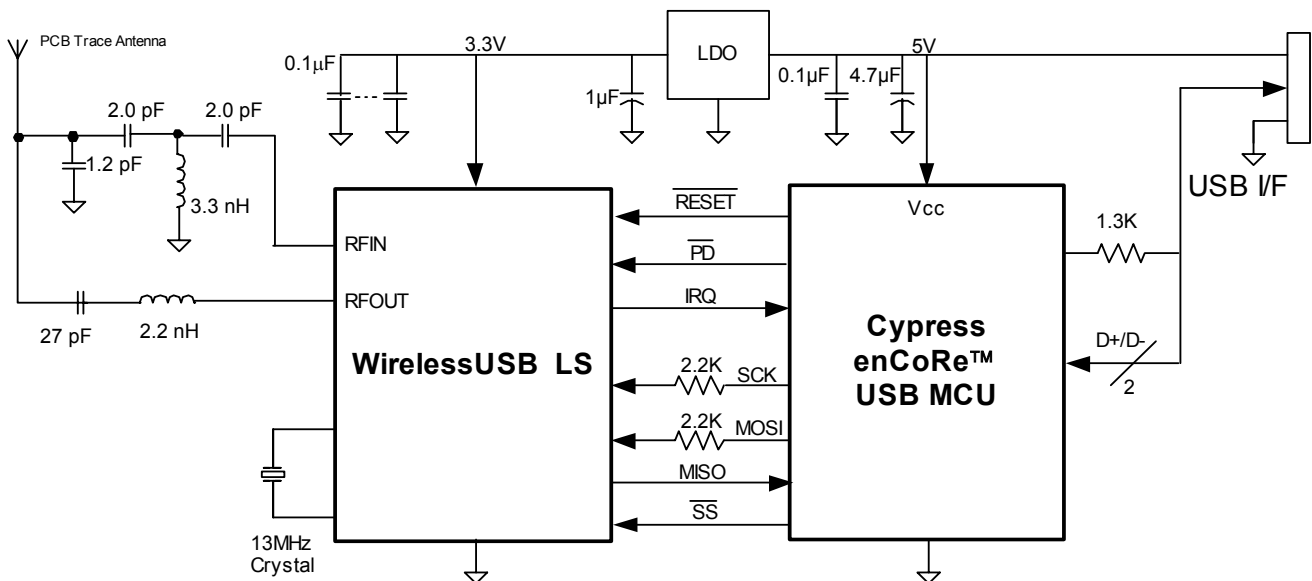 PCB Trace Antenna
0.1μF
3.3V
LDO
5V
0.1µF
4.7µF
1µF
2.0 pF
2.0 pF
1.2 pF
3.3 nH
USB I/F
RFIN
RFOUT
27 pF
2.2 nH
WirelessUSB LS
13MHz
Crystal
RESET
PD
IRQ
2.2K
SCK
2.2K
MOSI
MISO
SS
Vcc
Cypress
enCoRe™
USB MCU
1.3K
D+/D-
2